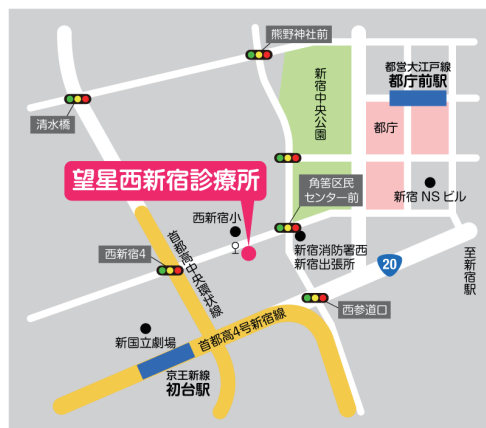 熊野神社前
都営大江戸線
都庁前駅
新宿中央公園
清水橋
都庁
望星西新宿診療所
角筈区民
センター前
新宿NSビル
西新宿小
首都高中央環状線
西新宿4
新宿消防署西
新宿出張所
20
至新宿駅
西参道口
首都高4号新宿線
新国立劇場
京王新線
初台駅